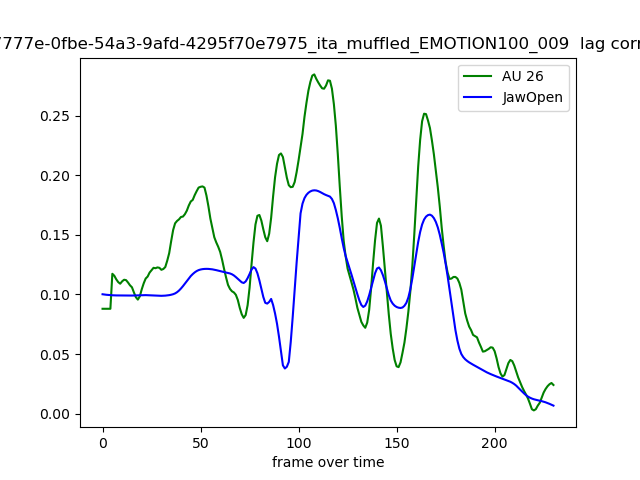 7777e-0fbe-54a3-9afd-4295f70e7975_ita_muffled_EMOTION100_009 lag corr
AU 26
JawOpen
0.25
0.20
0.15
0.10
0.05
0.00
0 50 100 150 200
frame over time